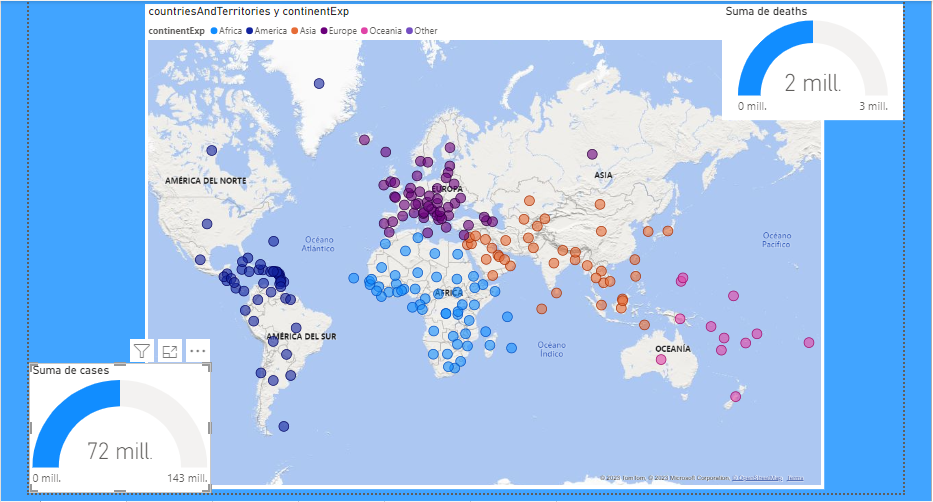 countriesAndTerritories y continentExp
continentExp Africa America Asia Europe Oceania Other
Suma de deaths
2 mill.
0 mill. 3 mill.
AMÉRICA DEL NORTE
EUROPA
ASIA
Océano
Atlántico
Océano
Pacífico
ÁFRICA
AMÉRICA DEL SUR
Océano
Índico
OCEANÍA
Suma de cases
72 mill.
0 mill. 143 mill.
© 2023 TomTom, © 2023 Microsoft Corporation, © OpenStreetMap Terms